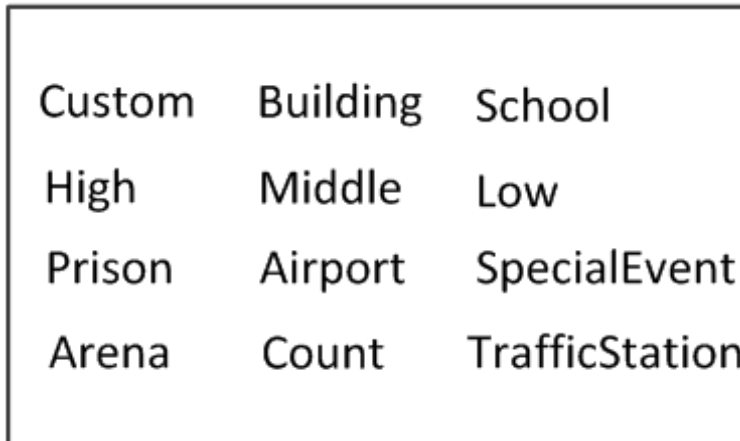 Custom Building School
High Middle Low
Prison Airport SpecialEvent
Arena Count TrafficStation